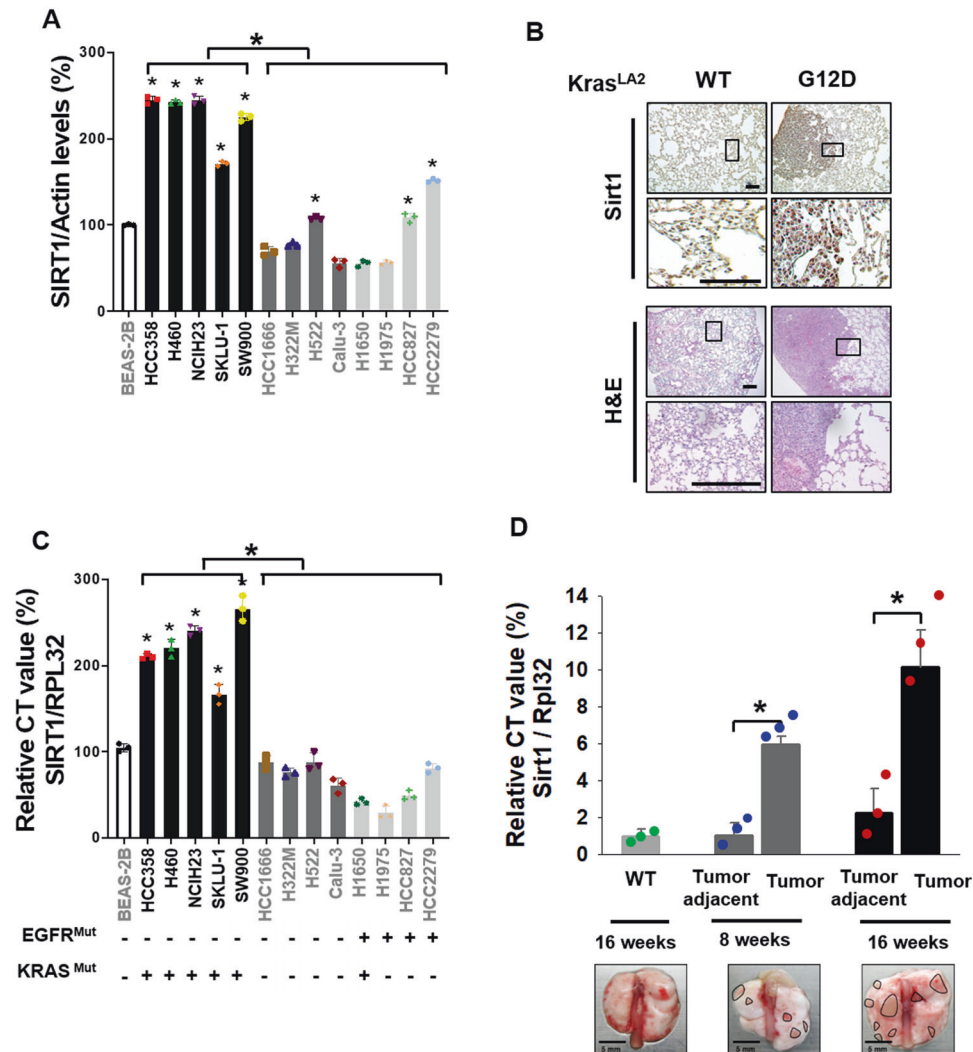 A
SIRT1/Actin levels (%)
300
200
100
0
*
* * * * * * * *
BEAS-2B HCC358 H460 NCIH23 SKLU-1 SW900 HCC1666 H322M H522 Calu-3 H1650 H1975 HCC827 HCC2279
B
Kras^LA2 WT G12D
Sirt1
H&E
C
Relative CT value (%)
SIRT1/RPL32
300
200
100
0
*
* * * * *
BEAS-2B HCC358 H460 NCIH23 SKLU-1 SW900 HCC1666 H322M H522 Calu-3 H1650 H1975 HCC827 HCC2279
EGFR^Mut - - - - - - - - - - + + + +
KRAS^Mut - + + + + + - - - - + - - -
D
Relative CT value (%)
Sirt1 / Rpl32
14
12
10
8
6
4
2
0
* *
WT Tumor adjacent Tumor Tumor adjacent Tumor
16 weeks 8 weeks 16 weeks
5 mm 5 mm 5 mm